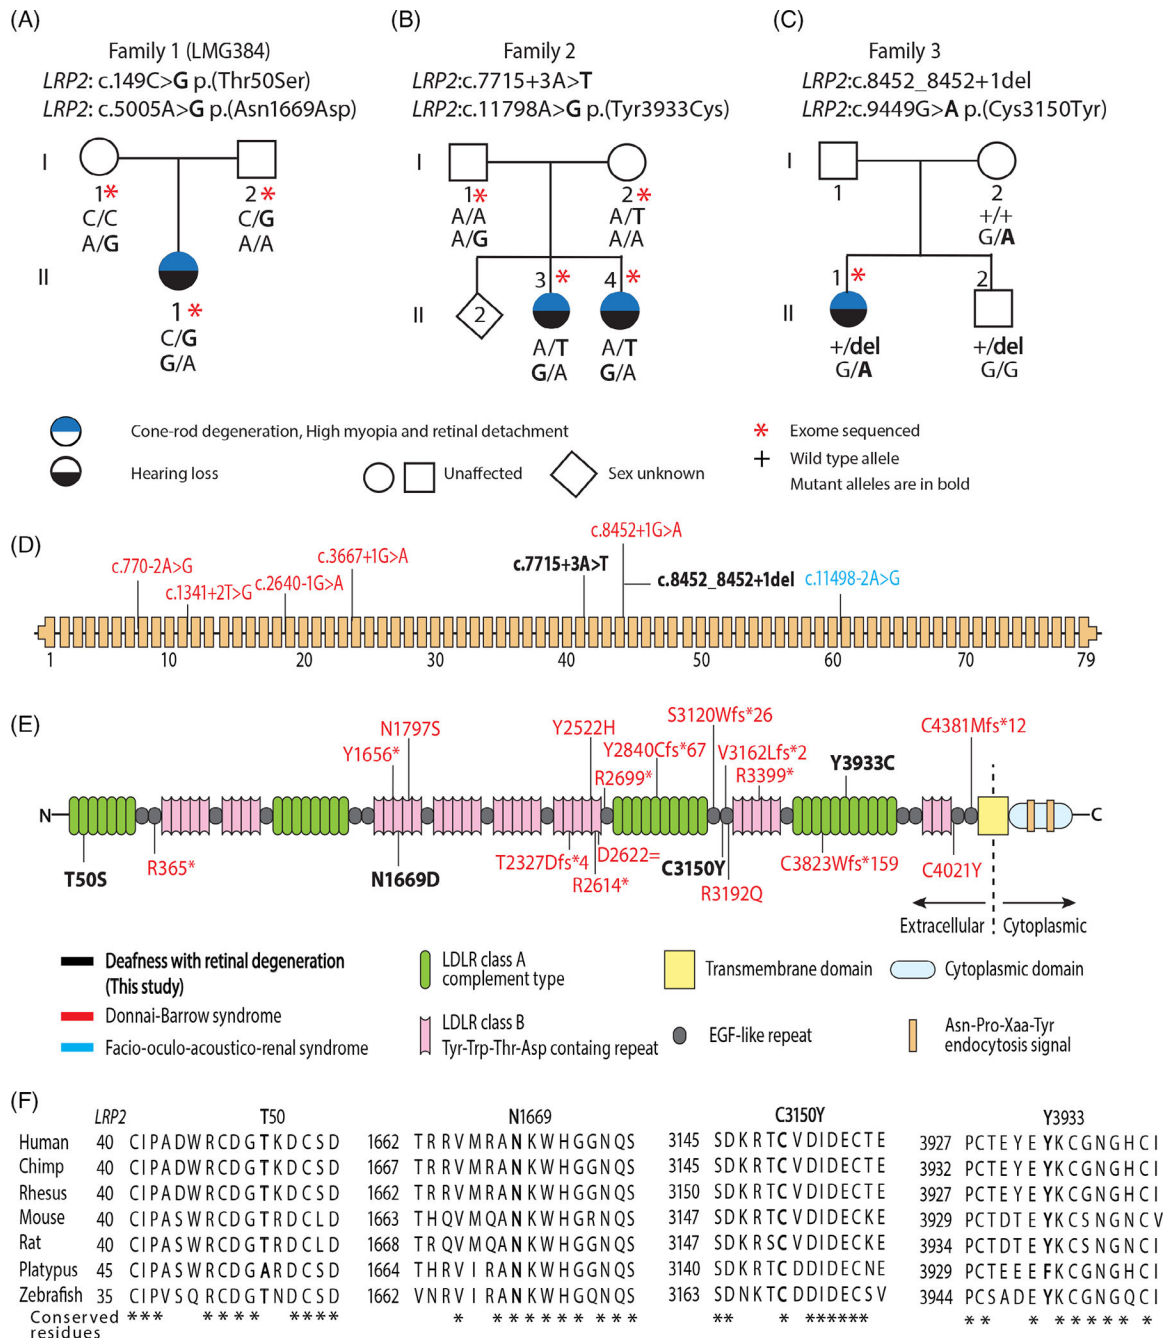 (A)
Family 1 (LMG384)
LRP2: c.149C>G p.(Thr50Ser)
LRP2: c.5005A>G p.(Asn1669Asp)
I
1*
2*
C/C
C/G
A/G
A/A
II
1*
C/G
G/A
(B)
Family 2
LRP2:c.7715+3A>T
LRP2:c.11798A>G p.(Tyr3933Cys)
I
1*
2*
A/A
A/T
A/G
A/A
3 *
4 *
II
2
A/T
A/T
G/A
G/A
(C)
Family 3
LRP2:c.8452_8452+1del
LRP2:c.9449G>A p.(Cys3150Tyr)
I
1
2
+/+
G/A
1 *
2
II
+/del
+/del
G/A
G/G
Cone-rod degeneration, High myopia and retinal detachment
Hearing loss
Unaffected
Sex unknown
* Exome sequenced
+ Wild type allele
Mutant alleles are in bold
(D)
c.770-2A>G
c.1341+2T>G
c.2640-1G>A
c.3667+1G>A
c.7715+3A>T
c.8452+1G>A
c.8452_8452+1del
c.11498-2A>G
1 10 20 30 40 50 60 70 79
(E)
N1797S
Y1656*
Y2522H
R2699*
Y2840Cfs*67
S3120Wfs*26
V3162Lfs*2
R3399*
Y3933C
C4381Mfs*12
N
C
T50S
R365*
N1669D
T2327Dfs*4
R2614*
D2622=
C3150Y
R3192Q
C3823Wfs*159
C4021Y
Extracellular
Cytoplasmic
Deafness with retinal degeneration
(This study)
Donnai-Barrow syndrome
Facio-oculo-acoustico-renal syndrome
LDLR class A
complement type
LDLR class B
Tyr-Trp-Thr-Asp containg repeat
Transmembrane domain
EGF-like repeat
Cytoplasmic domain
Asn-Pro-Xaa-Tyr
endocytosis signal
(F)
LRP2 T50 N1669 C3150Y Y3933
Human 40 CIPADWRCDGTKDCSD 1662 TRRVMRANKWHGGNQS 3145 SDKRTCVDIDECTE 3927 PCTEYEYKCGNGHCI
Chimp 40 CIPASWRCDGTKDCSD 1667 TRRVMRANKWHGGNQS 3145 SDKRTCVDIDECTE 3932 PCTEYEYKCGNGHCI
Rhesus 40 CIPASWRCDGTKDCSD 1662 TRRVMRANKWHGGNQS 3150 SDKRTCVDIDECTE 3927 PCTEYEYKCGNGHCI
Mouse 40 CIPASWRCDGTRDCLD 1663 THQVMQANKWHGRNQS 3147 SDKRTCVDIDECKE 3929 PCTDTEYKCSNGNCV
Rat 40 CIPASWRCDGTRDCLD 1668 TRQVMQANKWHGGNQS 3147 SDKRSCVDIDECKE 3934 PCTDTEYKCSNGNCI
Platypus 45 CIPASWRCDGARDCSD 1664 THRVIRANKWHGGNQS 3140 SDKRTCDDIDECNE 3929 PCTEEEFKCGNGHCI
Zebrafish 35 CIPVSQRCDGTNDCSD 1662 VNRVIRANKWHGQNQS 3163 SDNKTCDDIDECSV 3944 PCSADEYKCGNGQCI
Conserved *** **** **** * ********* ** * ****** ** * ***** *
residues